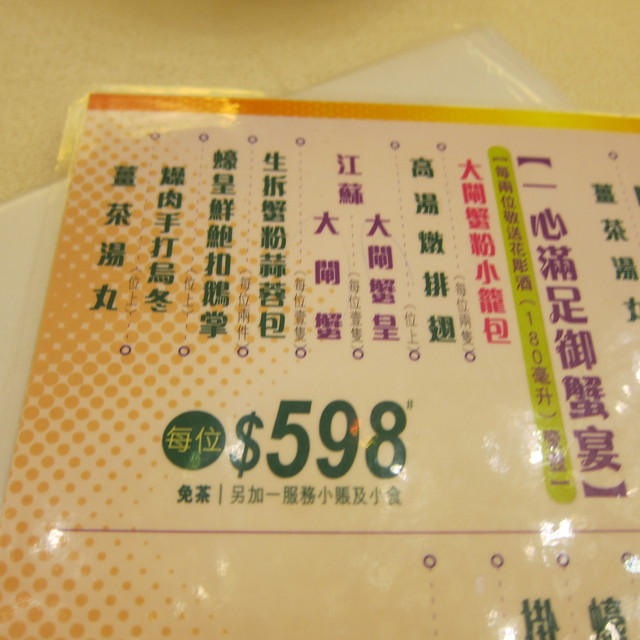 【一心滿足御蟹宴】
【每兩位敬送花彫酒(180毫升)
大閘蟹粉小籠包
(每位兩隻)
高湯燉排翅
(位上)
大閘蟹呈
(每位壹隻)
江蘇大閘蟹
(每位壹隻)
生拆蟹粉蒜蓉包
(每位兩件)
蠔皇鮮鮑扣鵝掌
(位上)
燻肉手打烏冬
(位上)
薑茶湯丸
每位 $598#
免茶|另加一服務小賬及小食
薑茶湯丸